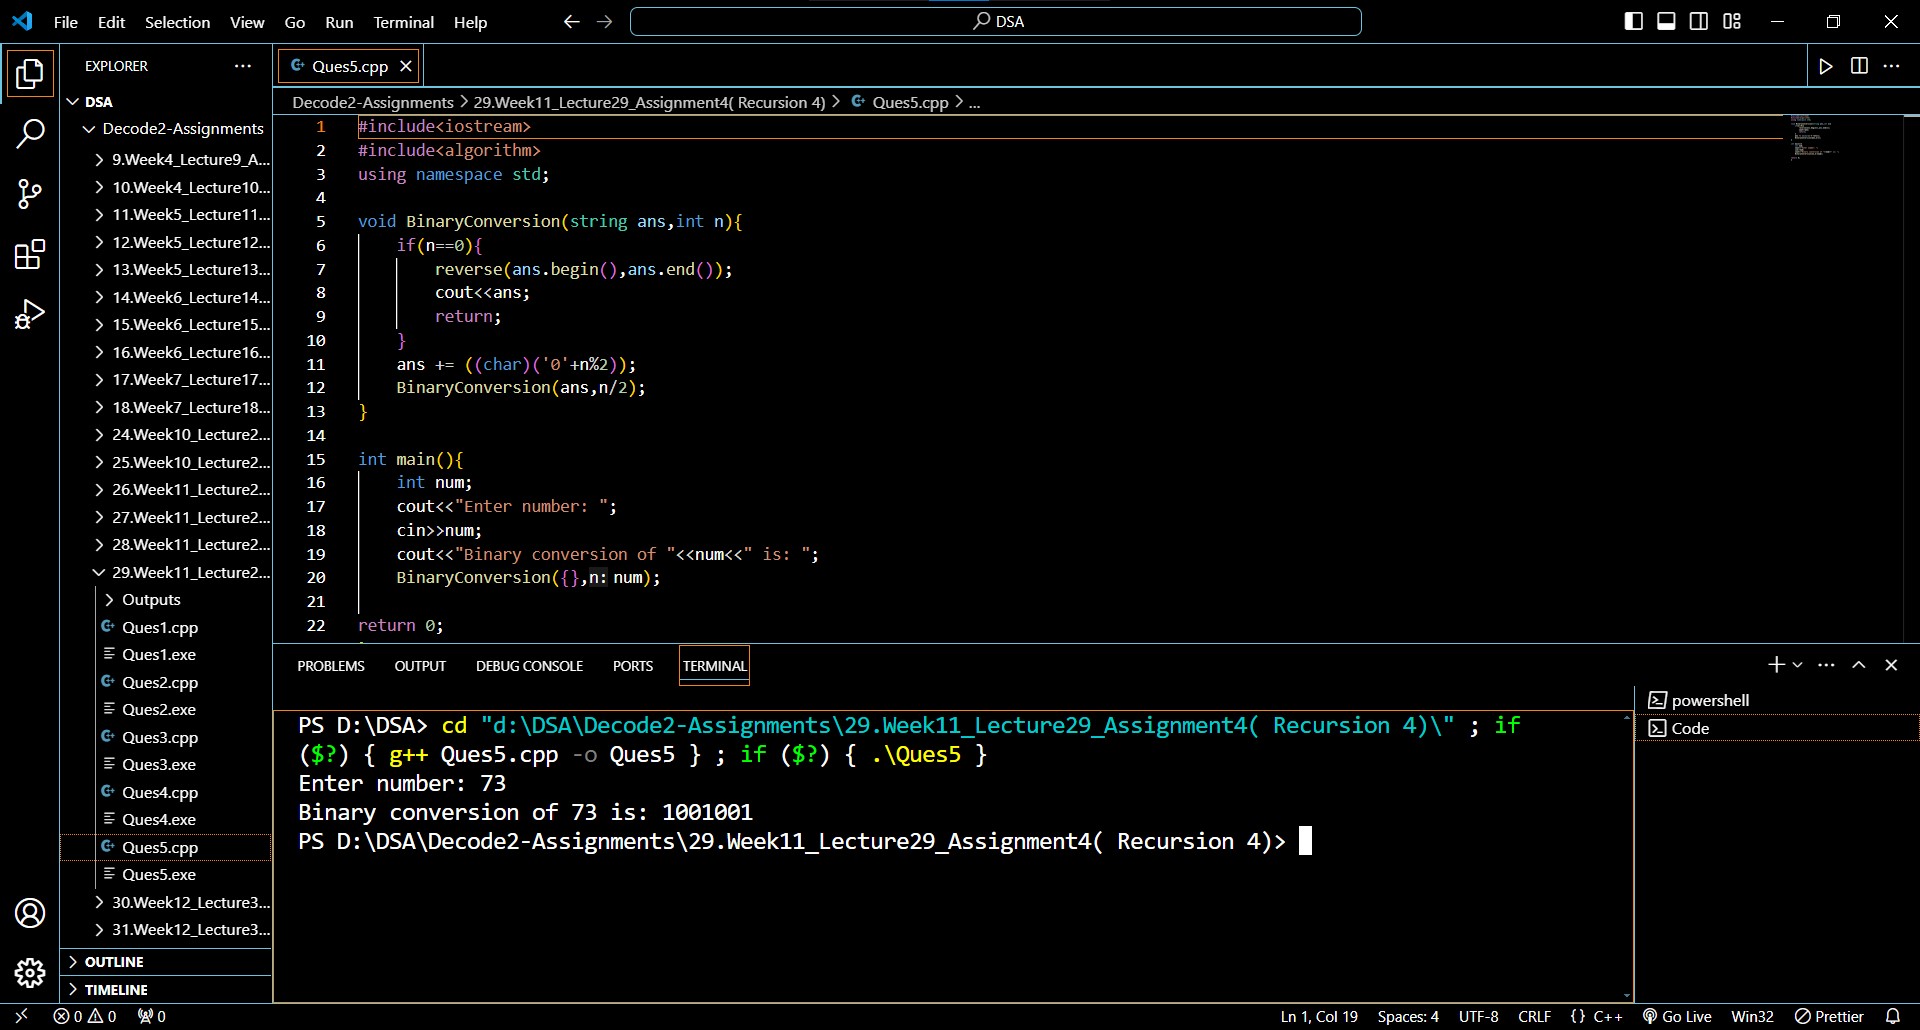 File Edit Selection View Go Run Terminal Help
DSA
EXPLORER
DSA
Decode2-Assignments
9.Week4_Lecture9_A...
10.Week4_Lecture10...
11.Week5_Lecture11...
12.Week5_Lecture12...
13.Week5_Lecture13...
14.Week6_Lecture14...
15.Week6_Lecture15...
16.Week6_Lecture16...
17.Week7_Lecture17...
18.Week7_Lecture18...
24.Week10_Lecture2...
25.Week10_Lecture2...
26.Week11_Lecture2...
27.Week11_Lecture2...
28.Week11_Lecture2...
29.Week11_Lecture2...
Outputs
Ques1.cpp
Ques1.exe
Ques2.cpp
Ques2.exe
Ques3.cpp
Ques3.exe
Ques4.cpp
Ques4.exe
Ques5.cpp
Ques5.exe
30.Week12_Lecture3...
31.Week12_Lecture3...
OUTLINE
TIMELINE
Ques5.cpp
Decode2-Assignments > 29.Week11_Lecture29_Assignment4( Recursion 4) > Ques5.cpp > ...
1 #include<iostream>
2 #include<algorithm>
3 using namespace std;
4
5 void BinaryConversion(string ans,int n){
6     if(n==0){
7         reverse(ans.begin(),ans.end());
8         cout<<ans;
9         return;
10     }
11     ans += ((char)('0'+n%2));
12     BinaryConversion(ans,n/2);
13 }
14
15 int main(){
16     int num;
17     cout<<"Enter number: ";
18     cin>>num;
19     cout<<"Binary conversion of "<<num<<" is: ";
20     BinaryConversion({},n: num);
21
22 return 0;
PROBLEMS OUTPUT DEBUG CONSOLE PORTS TERMINAL
PS D:\DSA> cd "d:\DSA\Decode2-Assignments\29.Week11_Lecture29_Assignment4( Recursion 4)\" ; if
($?) { g++ Ques5.cpp -o Ques5 } ; if ($?) { .\Ques5 }
Enter number: 73
Binary conversion of 73 is: 1001001
PS D:\DSA\Decode2-Assignments\29.Week11_Lecture29_Assignment4( Recursion 4)>
powershell
Code
0 0 0
Ln 1, Col 19 Spaces: 4 UTF-8 CRLF {} C++ Go Live Win32 Prettier